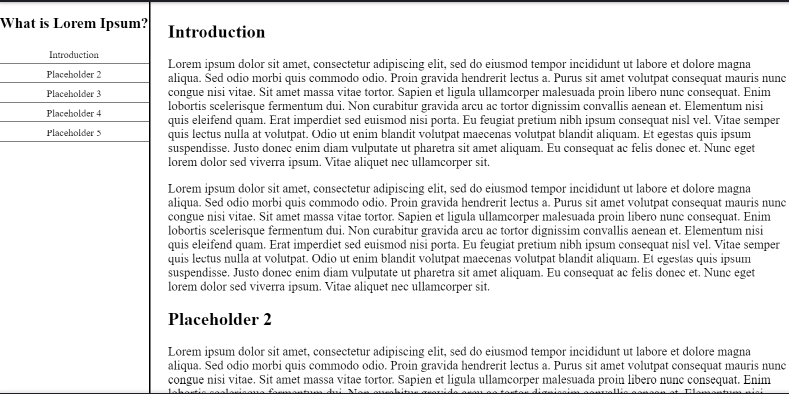 What is Lorem Ipsum?
Introduction
Placeholder 2
Placeholder 3
Placeholder 4
Placeholder 5
Introduction
Lorem ipsum dolor sit amet, consectetur adipiscing elit, sed do eiusmod tempor incididunt ut labore et dolore magna
aliqua. Sed odio morbi quis commodo odio. Proin gravida hendrerit lectus a. Purus sit amet volutpat consequat mauris nunc
congue nisi vitae. Sit amet massa vitae tortor. Sapien et ligula ullamcorper malesuada proin libero nunc consequat. Enim
lobortis scelerisque fermentum dui. Non curabitur gravida arcu ac tortor dignissim convallis aenean et. Elementum nisi
quis eleifend quam. Erat imperdiet sed euismod nisi porta. Eu feugiat pretium nibh ipsum consequat nisl vel. Vitae semper
quis lectus nulla at volutpat. Odio ut enim blandit volutpat maecenas volutpat blandit aliquam. Et egestas quis ipsum
suspendisse. Justo donec enim diam vulputate ut pharetra sit amet aliquam. Eu consequat ac felis donec et. Nunc eget
lorem dolor sed viverra ipsum. Vitae aliquet nec ullamcorper sit.
Lorem ipsum dolor sit amet, consectetur adipiscing elit, sed do eiusmod tempor incididunt ut labore et dolore magna
aliqua. Sed odio morbi quis commodo odio. Proin gravida hendrerit lectus a. Purus sit amet volutpat consequat mauris nunc
congue nisi vitae. Sit amet massa vitae tortor. Sapien et ligula ullamcorper malesuada proin libero nunc consequat. Enim
lobortis scelerisque fermentum dui. Non curabitur gravida arcu ac tortor dignissim convallis aenean et. Elementum nisi
quis eleifend quam. Erat imperdiet sed euismod nisi porta. Eu feugiat pretium nibh ipsum consequat nisl vel. Vitae semper
quis lectus nulla at volutpat. Odio ut enim blandit volutpat maecenas volutpat blandit aliquam. Et egestas quis ipsum
suspendisse. Justo donec enim diam vulputate ut pharetra sit amet aliquam. Eu consequat ac felis donec et. Nunc eget
lorem dolor sed viverra ipsum. Vitae aliquet nec ullamcorper sit.
Placeholder 2
Lorem ipsum dolor sit amet, consectetur adipiscing elit, sed do eiusmod tempor incididunt ut labore et dolore magna
aliqua. Sed odio morbi quis commodo odio. Proin gravida hendrerit lectus a. Purus sit amet volutpat consequat mauris nunc
congue nisi vitae. Sit amet massa vitae tortor. Sapien et ligula ullamcorper malesuada proin libero nunc consequat. Enim